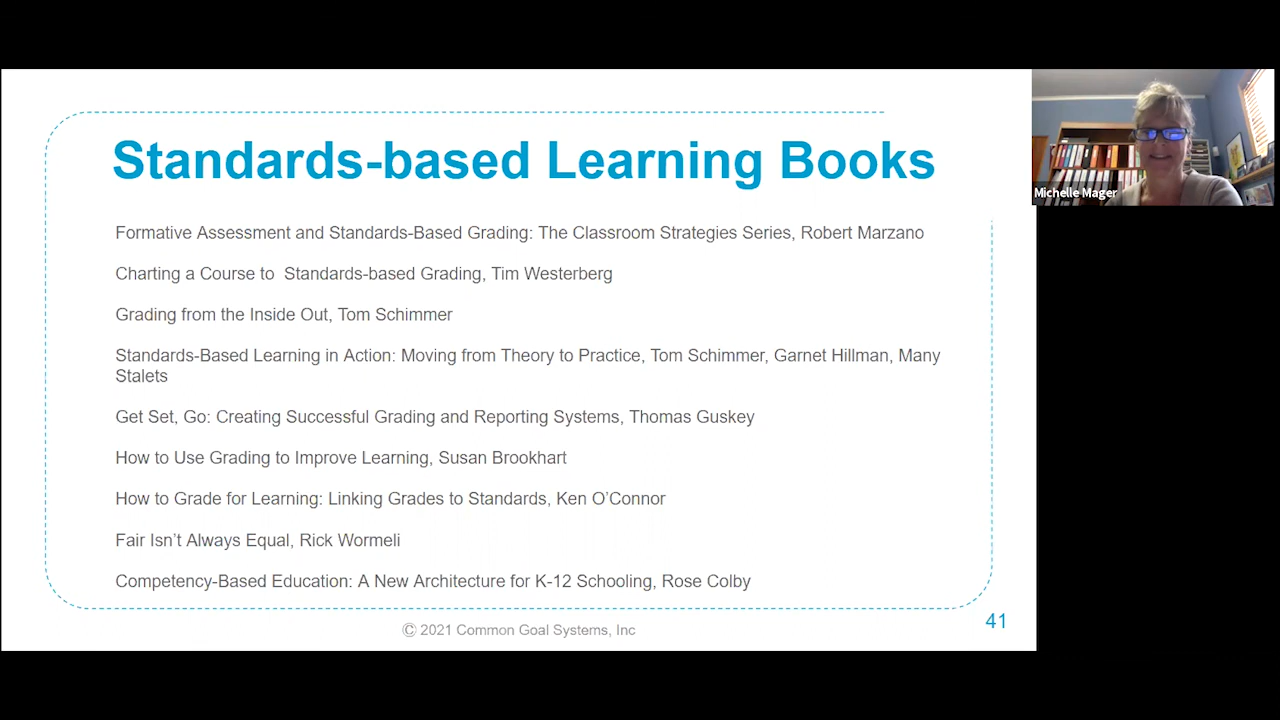 Standards-based Learning Books
Formative Assessment and Standards-Based Grading: The Classroom Strategies Series, Robert Marzano
Charting a Course to  Standards-based Grading, Tim Westerberg
Grading from the Inside Out, Tom Schimmer
Standards-Based Learning in Action: Moving from Theory to Practice, Tom Schimmer, Garnet Hillman, Many
Stalets
Get Set, Go: Creating Successful Grading and Reporting Systems, Thomas Guskey
How to Use Grading to Improve Learning, Susan Brookhart
How to Grade for Learning: Linking Grades to Standards, Ken O’Connor
Fair Isn’t Always Equal, Rick Wormeli
Competency-Based Education: A New Architecture for K-12 Schooling, Rose Colby
© 2021 Common Goal Systems, Inc
41
Michelle Mager